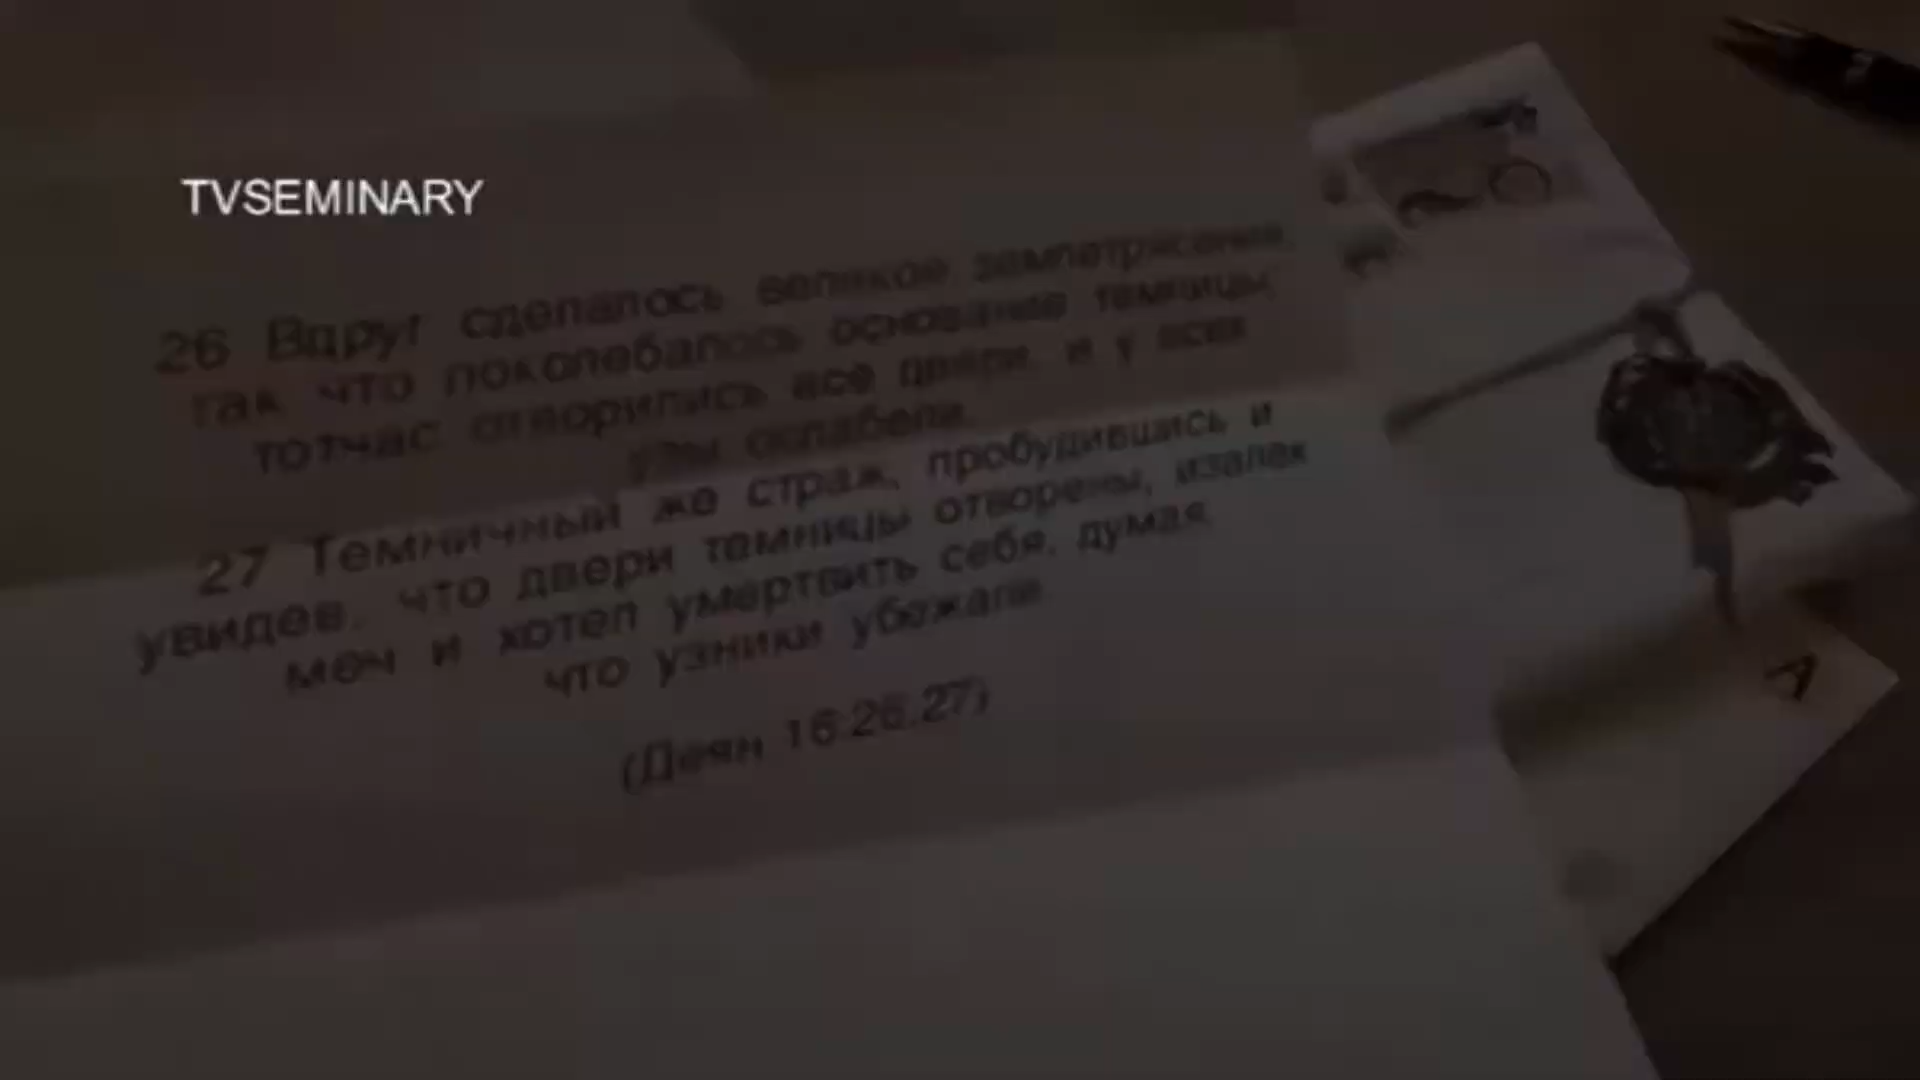 TVSEMINARY
26 Вдруг сделалось великое землетрясение,
так что поколебалось основание темницы;
тотчас отворились все двери, и у всех
узы ослабели.
27 Темничный же страж, пробудившись и
увидев, что двери темницы отворены, извлек
меч и хотел умертвить себя, думая,
что узники убежали.
(Деян 16:26,27)
А